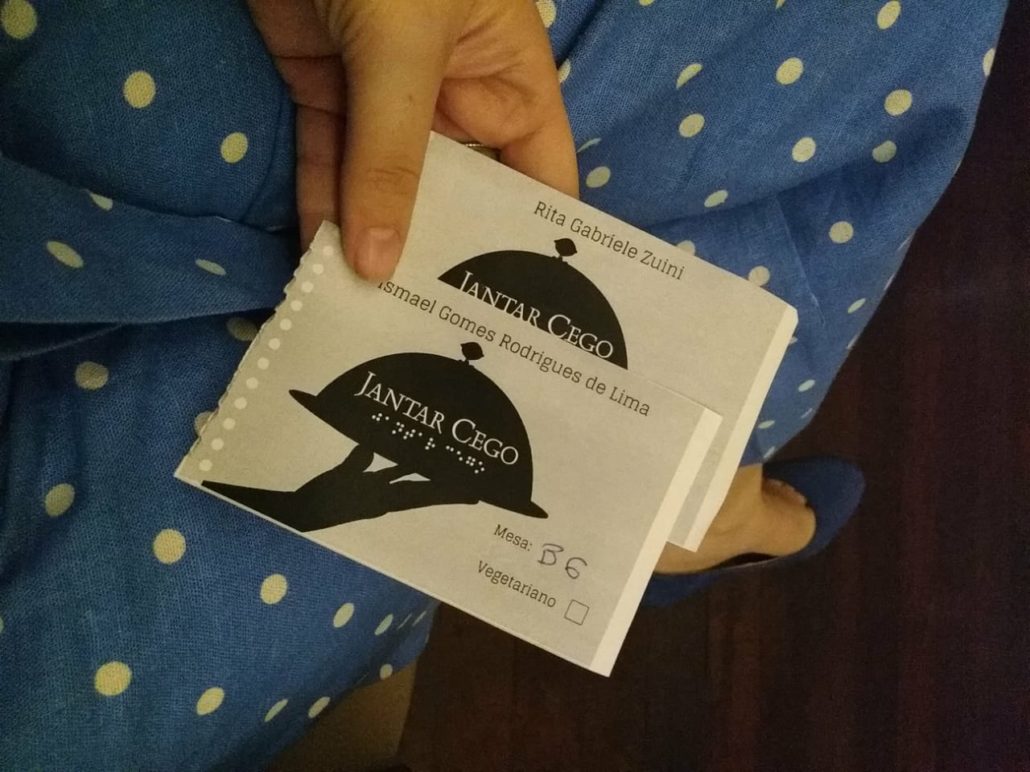 Rita Gabriele Zuini
JANTAR CEGO
Ismael Gomes Rodrigues de Lima
JANTAR CEGO
Mesa: B6
Vegetariano